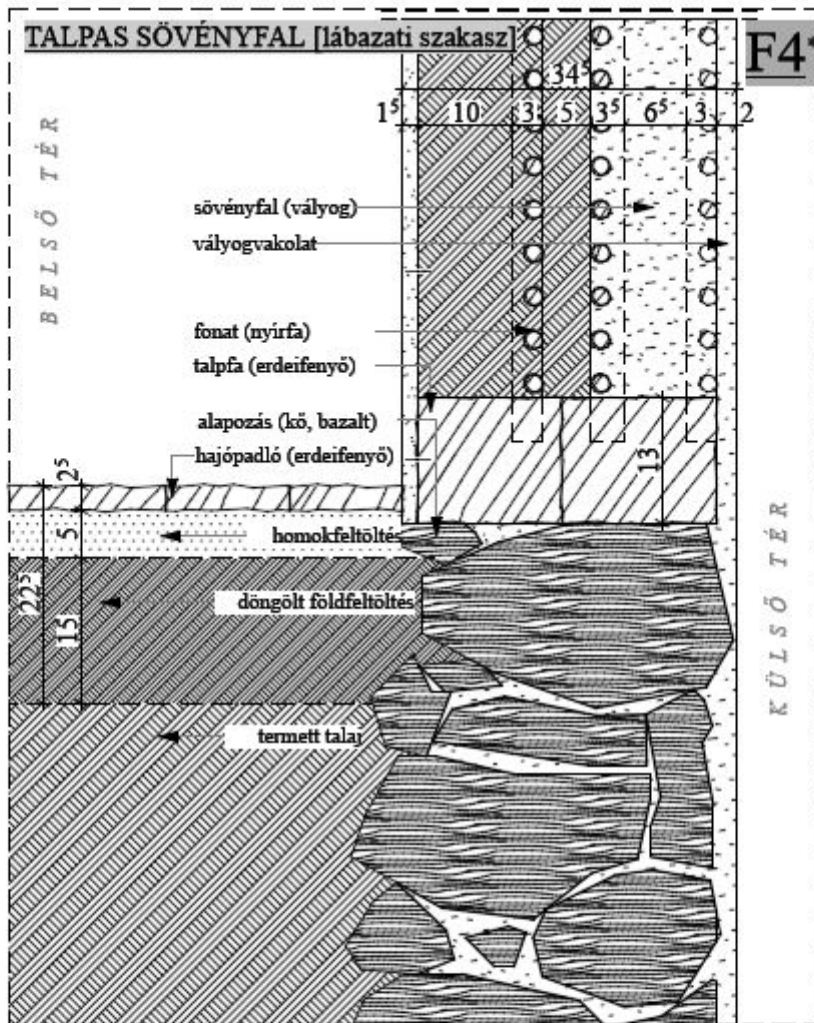 TALPAS SÖVÉNYFAL [lábazati szakasz]
F4
34⁵
1⁵ 10 3 5 3⁵ 6⁵ 3 2
BELSŐ TÉR
sövényfal (vályog)
vályogvakolat
fonat (nyírfa)
talpfa (erdeifenyő)
alapozás (kő, bazalt)
hajópadló (erdeifenyő)
13
2⁵
5
homokfeltöltés
22⁵
15
döngölt földfeltöltés
KÜLSŐ TÉR
termett talaj